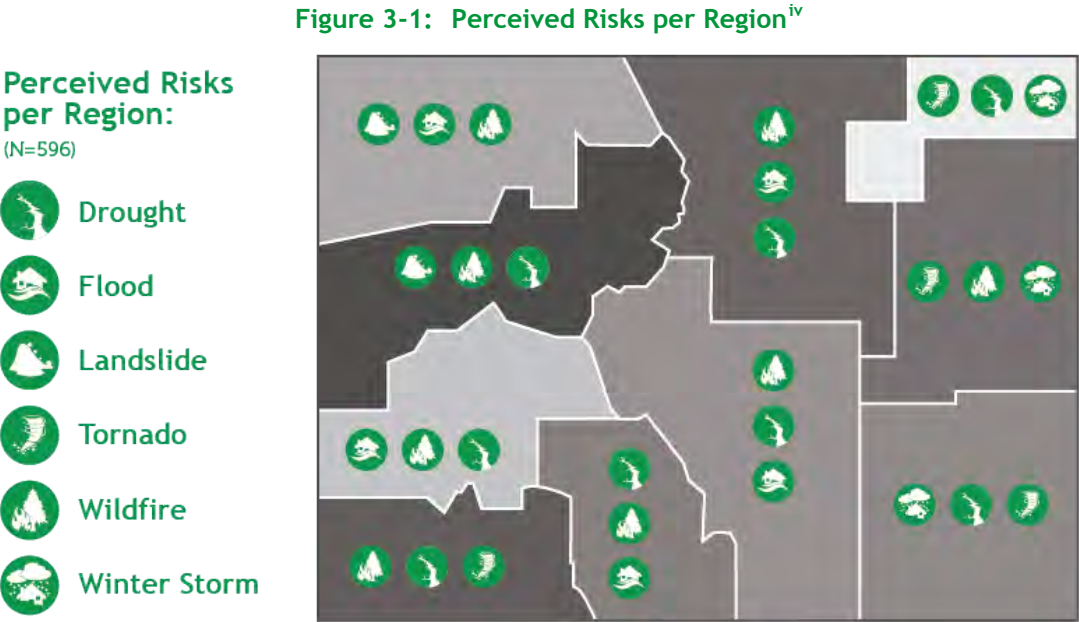 Figure 3-1: Perceived Risks per Region iv
Perceived Risks
per Region:
(N=596)
Drought
Flood
Landslide
Tornado
Wildfire
Winter Storm